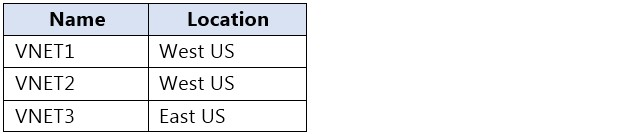 Name Location
VNET1 West US
VNET2 West US
VNET3 East US